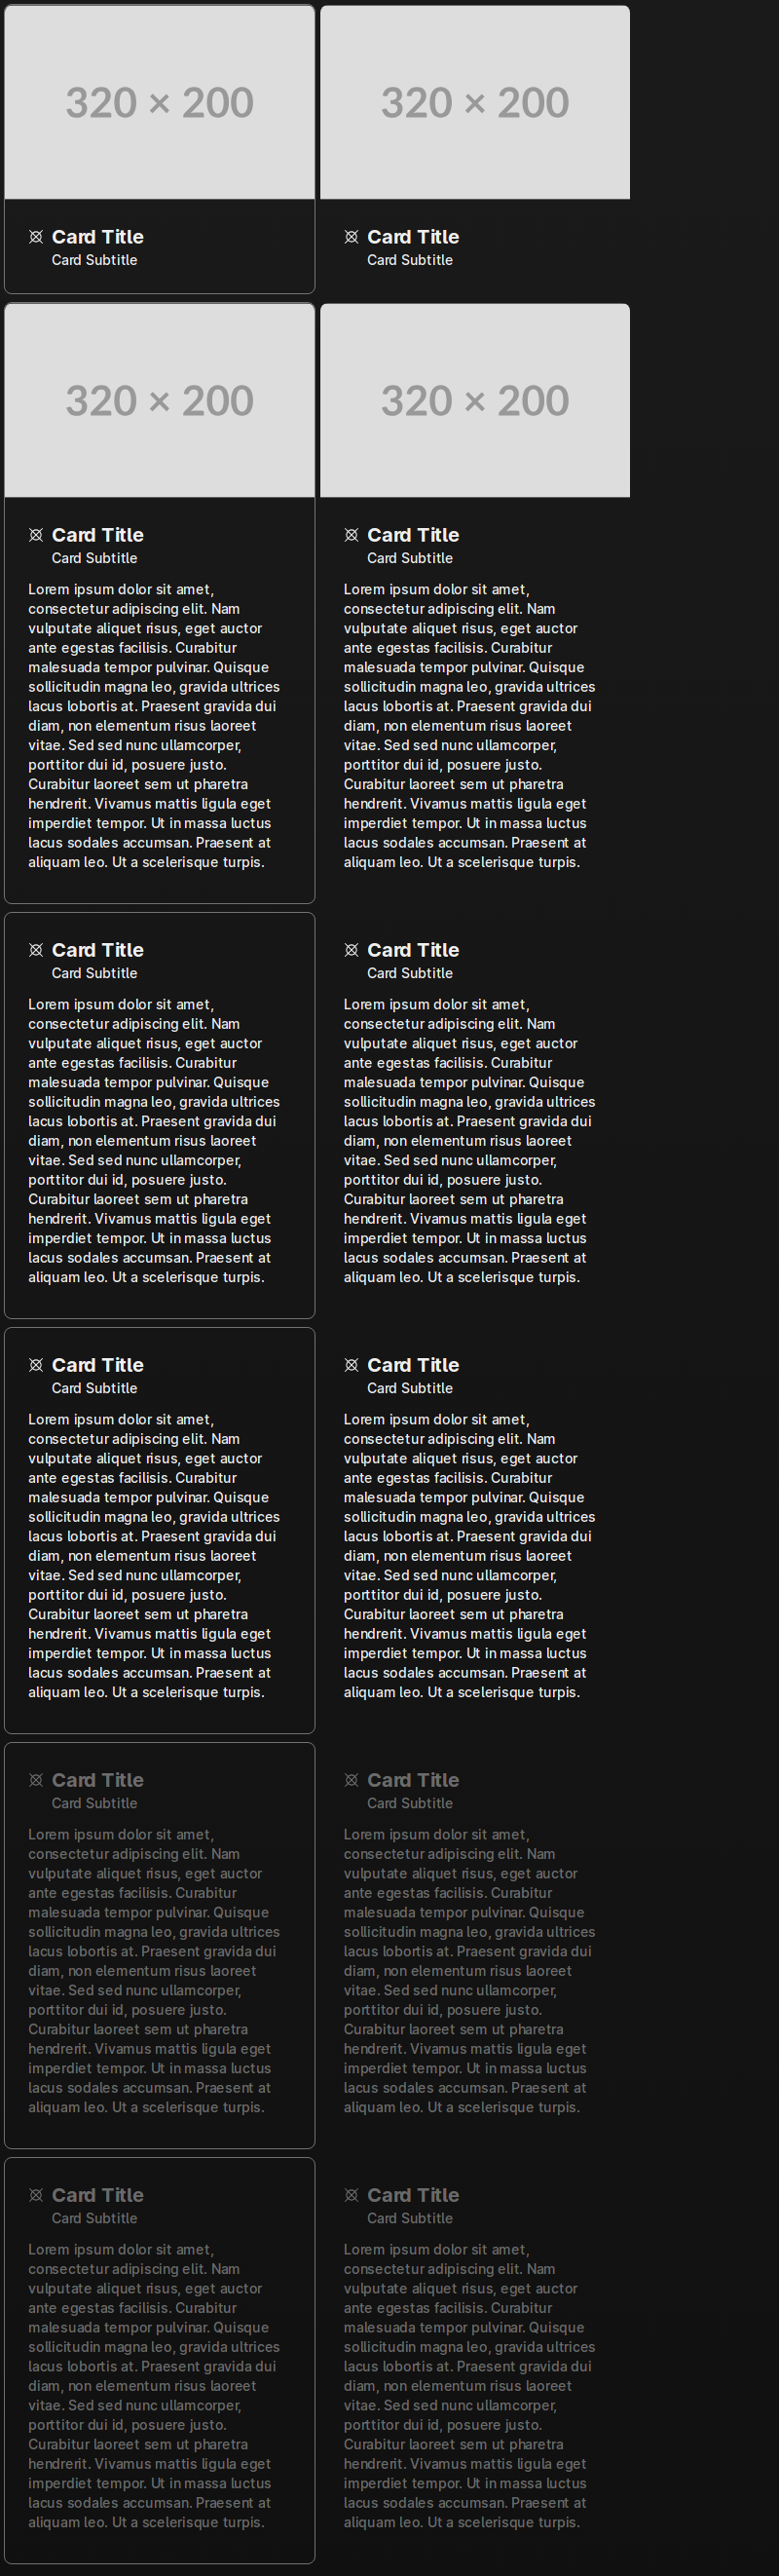 320 × 200
320 × 200
Card Title
Card Subtitle
Card Title
Card Subtitle
320 × 200
320 × 200
Card Title
Card Subtitle
Lorem ipsum dolor sit amet,
consectetur adipiscing elit. Nam
vulputate aliquet risus, eget auctor
ante egestas facilisis. Curabitur
malesuada tempor pulvinar. Quisque
sollicitudin magna leo, gravida ultrices
lacus lobortis at. Praesent gravida dui
diam, non elementum risus laoreet
vitae. Sed sed nunc ullamcorper,
porttitor dui id, posuere justo.
Curabitur laoreet sem ut pharetra
hendrerit. Vivamus mattis ligula eget
imperdiet tempor. Ut in massa luctus
lacus sodales accumsan. Praesent at
aliquam leo. Ut a scelerisque turpis.
Card Title
Card Subtitle
Lorem ipsum dolor sit amet,
consectetur adipiscing elit. Nam
vulputate aliquet risus, eget auctor
ante egestas facilisis. Curabitur
malesuada tempor pulvinar. Quisque
sollicitudin magna leo, gravida ultrices
lacus lobortis at. Praesent gravida dui
diam, non elementum risus laoreet
vitae. Sed sed nunc ullamcorper,
porttitor dui id, posuere justo.
Curabitur laoreet sem ut pharetra
hendrerit. Vivamus mattis ligula eget
imperdiet tempor. Ut in massa luctus
lacus sodales accumsan. Praesent at
aliquam leo. Ut a scelerisque turpis.
Card Title
Card Subtitle
Lorem ipsum dolor sit amet,
consectetur adipiscing elit. Nam
vulputate aliquet risus, eget auctor
ante egestas facilisis. Curabitur
malesuada tempor pulvinar. Quisque
sollicitudin magna leo, gravida ultrices
lacus lobortis at. Praesent gravida dui
diam, non elementum risus laoreet
vitae. Sed sed nunc ullamcorper,
porttitor dui id, posuere justo.
Curabitur laoreet sem ut pharetra
hendrerit. Vivamus mattis ligula eget
imperdiet tempor. Ut in massa luctus
lacus sodales accumsan. Praesent at
aliquam leo. Ut a scelerisque turpis.
Card Title
Card Subtitle
Lorem ipsum dolor sit amet,
consectetur adipiscing elit. Nam
vulputate aliquet risus, eget auctor
ante egestas facilisis. Curabitur
malesuada tempor pulvinar. Quisque
sollicitudin magna leo, gravida ultrices
lacus lobortis at. Praesent gravida dui
diam, non elementum risus laoreet
vitae. Sed sed nunc ullamcorper,
porttitor dui id, posuere justo.
Curabitur laoreet sem ut pharetra
hendrerit. Vivamus mattis ligula eget
imperdiet tempor. Ut in massa luctus
lacus sodales accumsan. Praesent at
aliquam leo. Ut a scelerisque turpis.
Card Title
Card Subtitle
Lorem ipsum dolor sit amet,
consectetur adipiscing elit. Nam
vulputate aliquet risus, eget auctor
ante egestas facilisis. Curabitur
malesuada tempor pulvinar. Quisque
sollicitudin magna leo, gravida ultrices
lacus lobortis at. Praesent gravida dui
diam, non elementum risus laoreet
vitae. Sed sed nunc ullamcorper,
porttitor dui id, posuere justo.
Curabitur laoreet sem ut pharetra
hendrerit. Vivamus mattis ligula eget
imperdiet tempor. Ut in massa luctus
lacus sodales accumsan. Praesent at
aliquam leo. Ut a scelerisque turpis.
Card Title
Card Subtitle
Lorem ipsum dolor sit amet,
consectetur adipiscing elit. Nam
vulputate aliquet risus, eget auctor
ante egestas facilisis. Curabitur
malesuada tempor pulvinar. Quisque
sollicitudin magna leo, gravida ultrices
lacus lobortis at. Praesent gravida dui
diam, non elementum risus laoreet
vitae. Sed sed nunc ullamcorper,
porttitor dui id, posuere justo.
Curabitur laoreet sem ut pharetra
hendrerit. Vivamus mattis ligula eget
imperdiet tempor. Ut in massa luctus
lacus sodales accumsan. Praesent at
aliquam leo. Ut a scelerisque turpis.
Card Title
Card Subtitle
Lorem ipsum dolor sit amet,
consectetur adipiscing elit. Nam
vulputate aliquet risus, eget auctor
ante egestas facilisis. Curabitur
malesuada tempor pulvinar. Quisque
sollicitudin magna leo, gravida ultrices
lacus lobortis at. Praesent gravida dui
diam, non elementum risus laoreet
vitae. Sed sed nunc ullamcorper,
porttitor dui id, posuere justo.
Curabitur laoreet sem ut pharetra
hendrerit. Vivamus mattis ligula eget
imperdiet tempor. Ut in massa luctus
lacus sodales accumsan. Praesent at
aliquam leo. Ut a scelerisque turpis.
Card Title
Card Subtitle
Lorem ipsum dolor sit amet,
consectetur adipiscing elit. Nam
vulputate aliquet risus, eget auctor
ante egestas facilisis. Curabitur
malesuada tempor pulvinar. Quisque
sollicitudin magna leo, gravida ultrices
lacus lobortis at. Praesent gravida dui
diam, non elementum risus laoreet
vitae. Sed sed nunc ullamcorper,
porttitor dui id, posuere justo.
Curabitur laoreet sem ut pharetra
hendrerit. Vivamus mattis ligula eget
imperdiet tempor. Ut in massa luctus
lacus sodales accumsan. Praesent at
aliquam leo. Ut a scelerisque turpis.
Card Title
Card Subtitle
Lorem ipsum dolor sit amet,
consectetur adipiscing elit. Nam
vulputate aliquet risus, eget auctor
ante egestas facilisis. Curabitur
malesuada tempor pulvinar. Quisque
sollicitudin magna leo, gravida ultrices
lacus lobortis at. Praesent gravida dui
diam, non elementum risus laoreet
vitae. Sed sed nunc ullamcorper,
porttitor dui id, posuere justo.
Curabitur laoreet sem ut pharetra
hendrerit. Vivamus mattis ligula eget
imperdiet tempor. Ut in massa luctus
lacus sodales accumsan. Praesent at
aliquam leo. Ut a scelerisque turpis.
Card Title
Card Subtitle
Lorem ipsum dolor sit amet,
consectetur adipiscing elit. Nam
vulputate aliquet risus, eget auctor
ante egestas facilisis. Curabitur
malesuada tempor pulvinar. Quisque
sollicitudin magna leo, gravida ultrices
lacus lobortis at. Praesent gravida dui
diam, non elementum risus laoreet
vitae. Sed sed nunc ullamcorper,
porttitor dui id, posuere justo.
Curabitur laoreet sem ut pharetra
hendrerit. Vivamus mattis ligula eget
imperdiet tempor. Ut in massa luctus
lacus sodales accumsan. Praesent at
aliquam leo. Ut a scelerisque turpis.